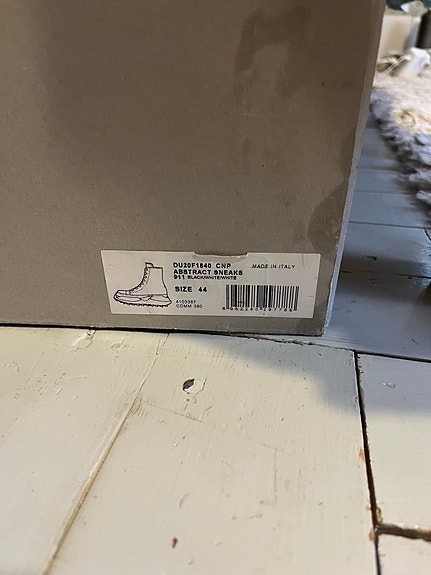 DU20F1840 CNP MADE IN ITALY
ABSTRACT SNEAKS
911 BLACK/WHITE/WHITE
SIZE 44
4103387
COMM 380